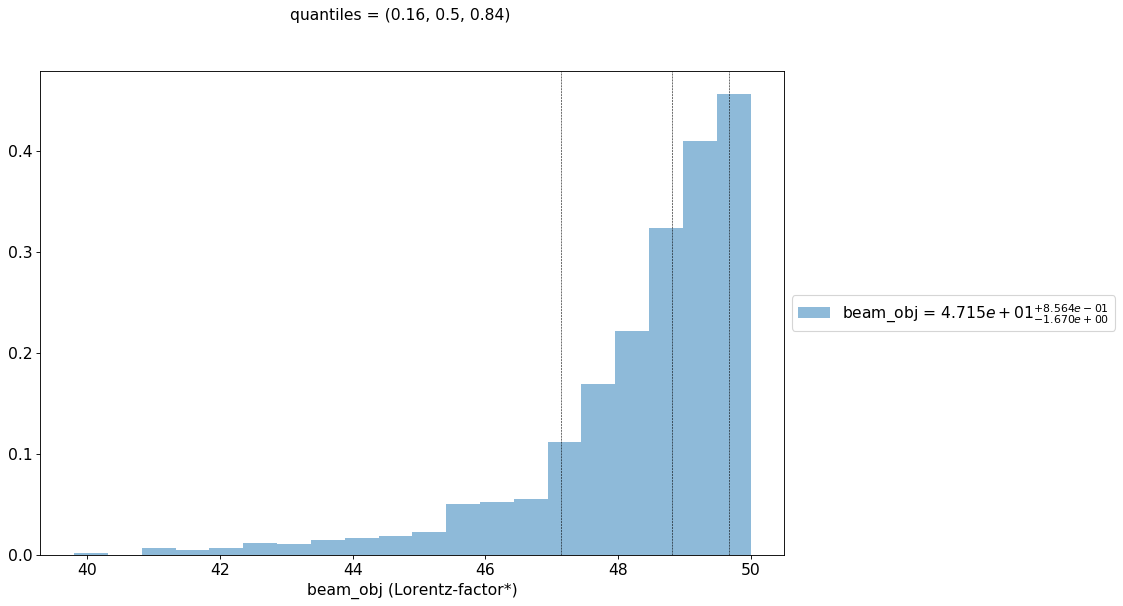 quantiles = (0.16, 0.5, 0.84)
0.4
0.3
0.2
0.1
0.0
40 42 44 46 48 50
beam_obj (Lorentz-factor*)
beam_obj = 4.715e + 01 +8.564e−01 −1.670e+00